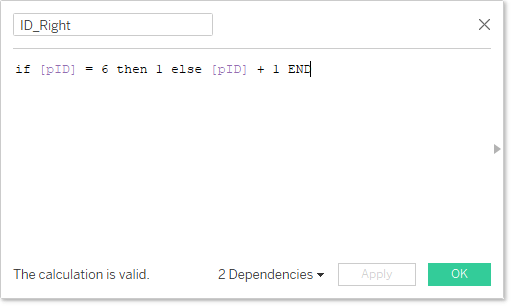 ID_Right
if [pID] = 6 then 1 else [pID] + 1 END
The calculation is valid.
2 Dependencies
Apply
OK